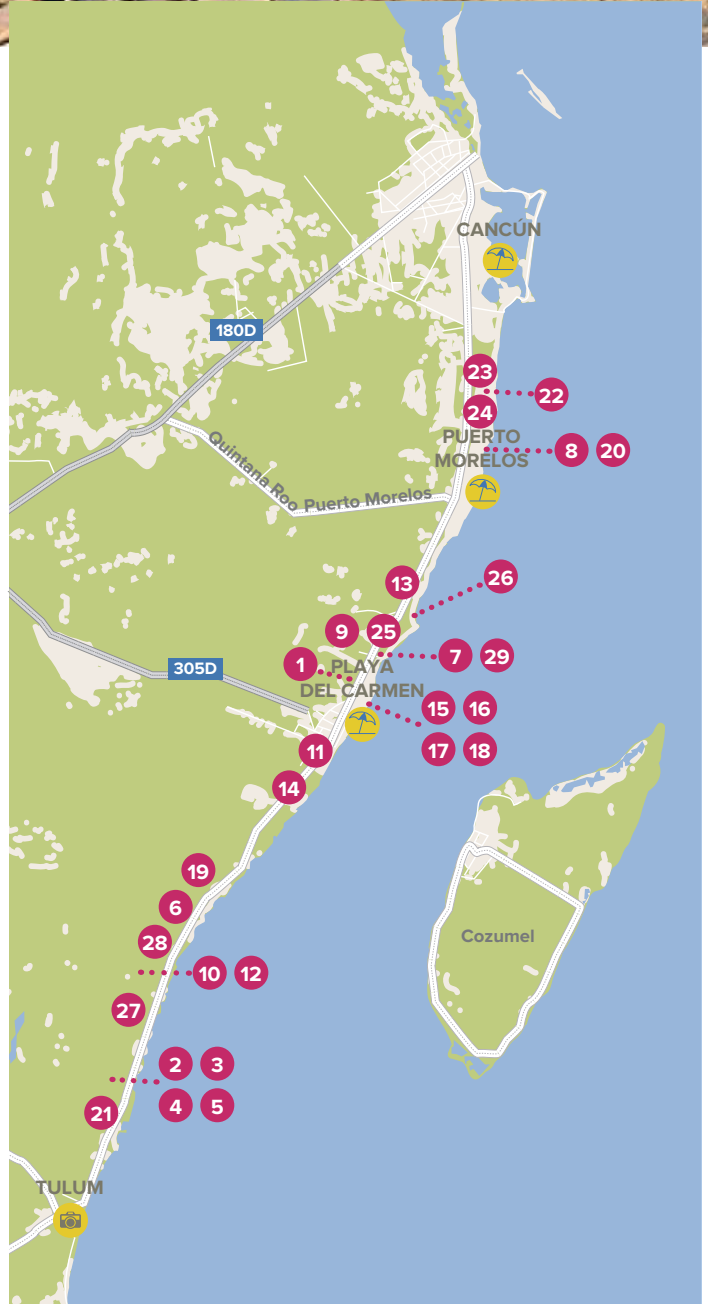 CANCÚN
180D
23
22
24
PUERTO
MORELOS
8 20
Quintana Roo Puerto Morelos
13
26
9 25
7 29
1
PLAYA
DEL CARMEN
305D
15 16
17 18
11
14
19
6
28
Cozumel
10 12
27
2 3
4 5
21
TULUM